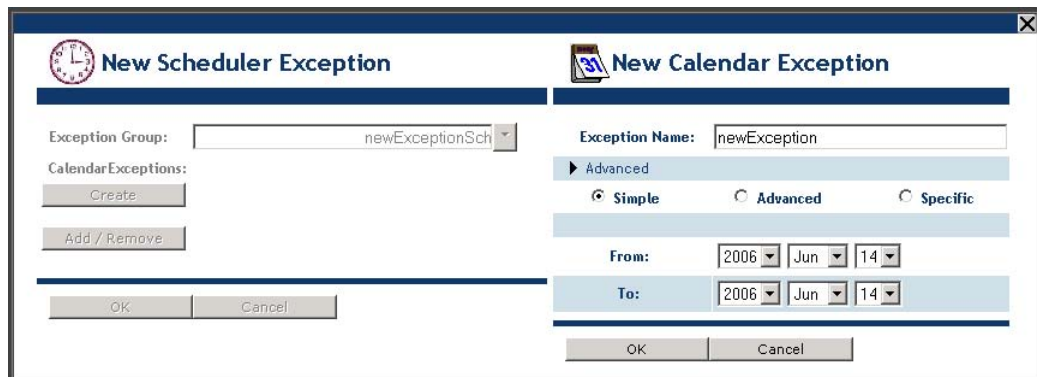 New Scheduler Exception
Exception Group: newExceptionSch
CalendarExceptions:
Create
Add / Remove
OK Cancel
31 New Calendar Exception
Exception Name: newException
Advanced
Simple Advanced Specific
From: 2006 Jun 14
To: 2006 Jun 14
OK Cancel